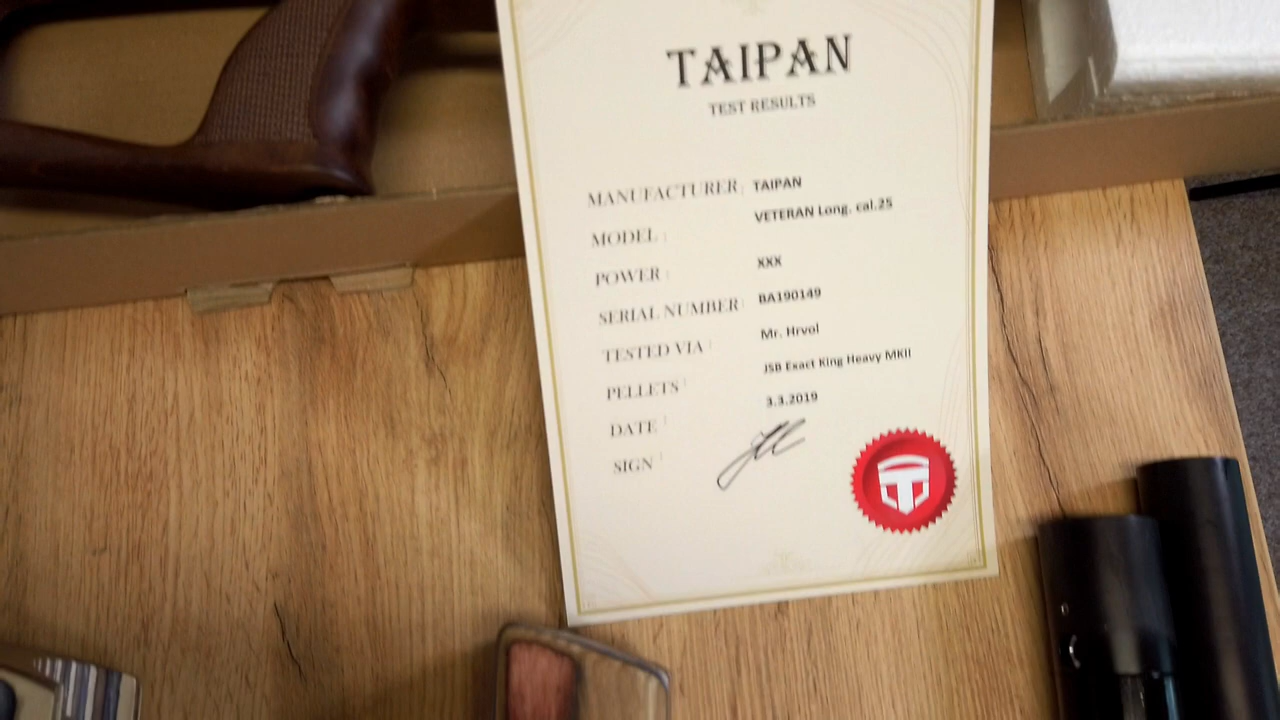 TAIPAN
TEST RESULTS
MANUFACTURER : TAIPAN
MODEL : VETERAN Long. cal.25
POWER : XXX
SERIAL NUMBER : BA190149
TESTED VIA : Mr. Hrvol
PELLETS : JSB Exact King Heavy MKII
DATE : 3.3.2019
SIGN :